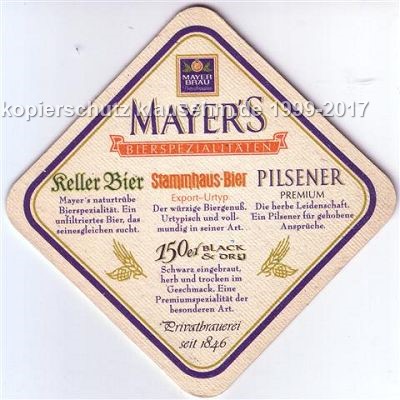 MAYER
BRÄU
kopierschutz klausehm.de 1999-2017
MAYER'S
BIERSPEZIALITÄTEN
Keller Bier
Mayer's naturtrübe
Bierspezialität. Ein
unfiltriertes Bier, das
seinesgleichen sucht.
Stammhaus-Bier
Export-Urtyp
Der würzige Biergenuß.
Urtypisch und voll-
mundig in seiner Art.
PILSENER
PREMIUM
Die herbe Leidenschaft.
Ein Pilsener für gehobene
Ansprüche.
150er BLACK
& DRY
Schwarz eingebraut,
herb und trocken im
Geschmack. Eine
Premiumspezialität der
besonderen Art.
Privatbrauerei
seit 1846